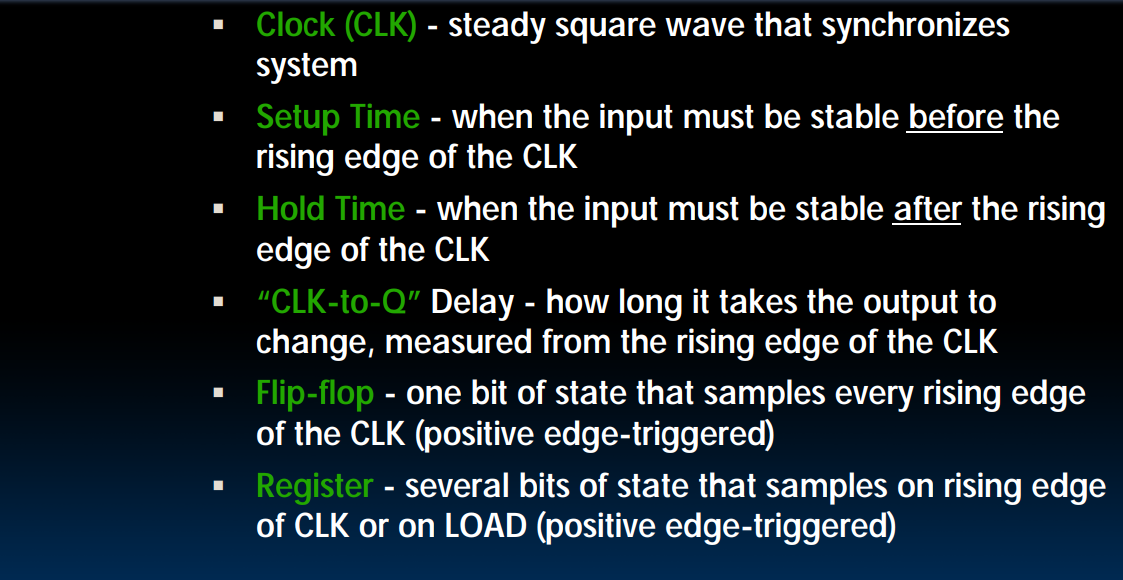 ▪ Clock (CLK) - steady square wave that synchronizes
system
▪ Setup Time - when the input must be stable before the
rising edge of the CLK
▪ Hold Time - when the input must be stable after the rising
edge of the CLK
▪ “CLK-to-Q” Delay - how long it takes the output to
change, measured from the rising edge of the CLK
▪ Flip-flop - one bit of state that samples every rising edge
of the CLK (positive edge-triggered)
▪ Register - several bits of state that samples on rising edge
of CLK or on LOAD (positive edge-triggered)